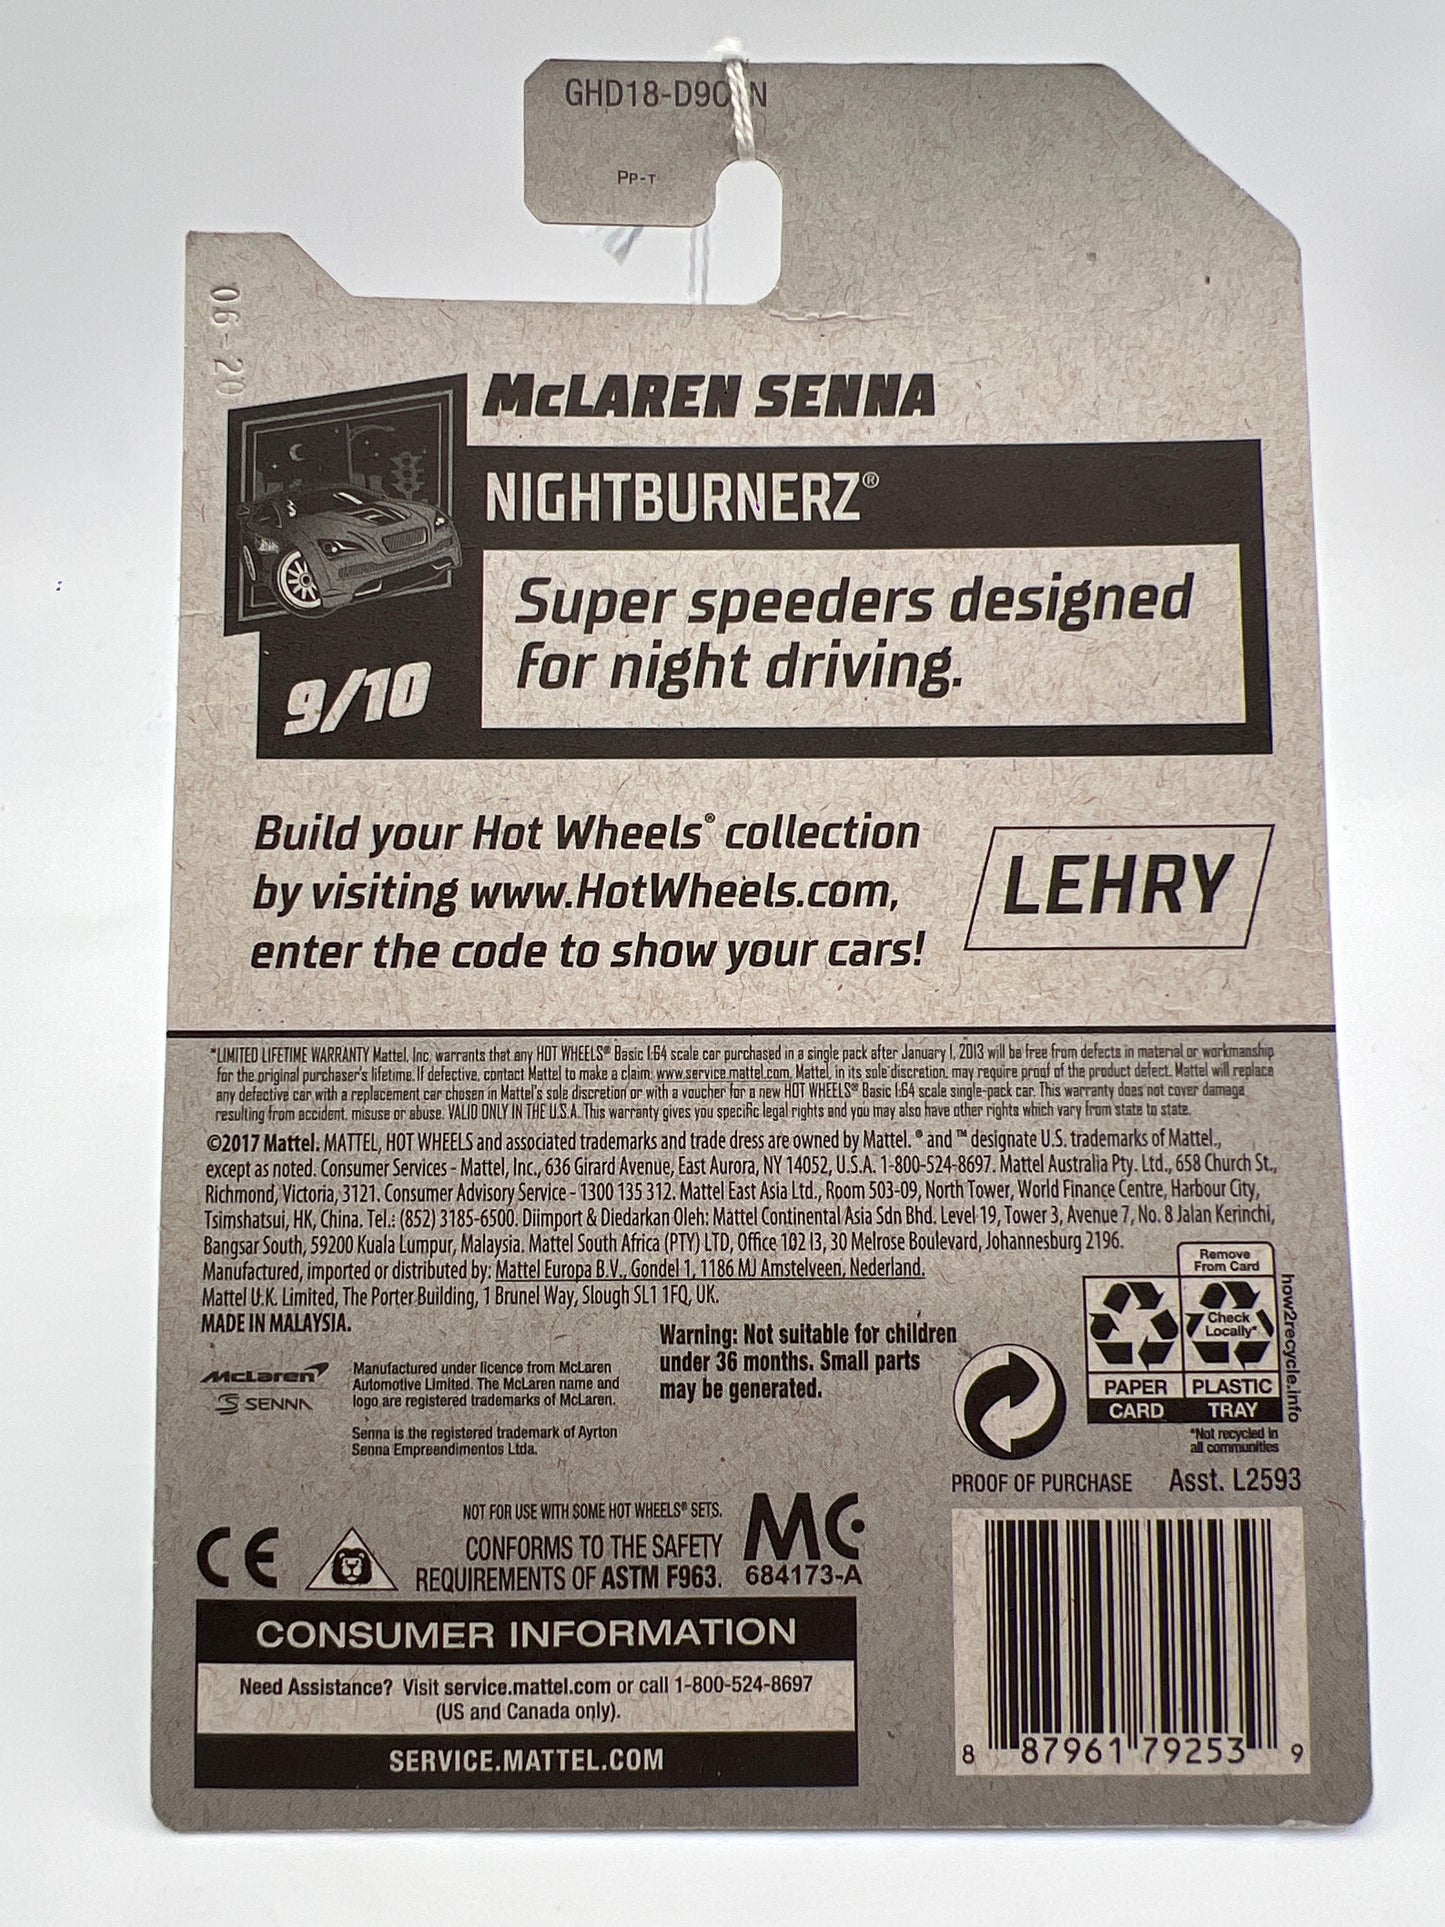 GHD18-D9C N
Pp-T
06-20
McLAREN SENNA
NIGHTBURNERZ®
Super speeders designed
for night driving.
9/10
Build your Hot Wheels® collection
by visiting www.HotWheels.com,
enter the code to show your cars!
LEHRY
*LIMITED LIFETIME WARRANTY Mattel, Inc. warrants that any HOT WHEELS® Basic 1:64 scale car purchased in a single pack after January 1, 2013 will be free from defects in material or workmanship
for the original purchaser's lifetime. If defective, contact Mattel to make a claim: www.service.mattel.com. Mattel, in its sole discretion, may require proof of the product defect. Mattel will replace
any defective car with a replacement car chosen in Mattel's sole discretion or with a voucher for a new HOT WHEELS® Basic 1:64 scale single-pack car. This warranty does not cover damage
resulting from accident, misuse or abuse. VALID ONLY IN THE U.S.A. This warranty gives you specific legal rights and you may also have other rights which vary from state to state.
©2017 Mattel. MATTEL, HOT WHEELS and associated trademarks and trade dress are owned by Mattel. ® and ™ designate U.S. trademarks of Mattel.,
except as noted. Consumer Services - Mattel, Inc., 636 Girard Avenue, East Aurora, NY 14052, U.S.A. 1-800-524-8697. Mattel Australia Pty. Ltd., 658 Church St.,
Richmond, Victoria, 3121. Consumer Advisory Service - 1300 135 312. Mattel East Asia Ltd., Room 503-09, North Tower, World Finance Centre, Harbour City,
Tsimshatsui, HK, China. Tel.: (852) 3185-6500. Diimport & Diedarkan Oleh: Mattel Continental Asia Sdn Bhd. Level 19, Tower 3, Avenue 7, No. 8 Jalan Kerinchi,
Bangsar South, 59200 Kuala Lumpur, Malaysia. Mattel South Africa (PTY) LTD, Office 102 I3, 30 Melrose Boulevard, Johannesburg 2196.
Manufactured, imported or distributed by: Mattel Europa B.V., Gondel 1, 1186 MJ Amstelveen, Nederland.
Mattel U.K. Limited, The Porter Building, 1 Brunel Way, Slough SL1 1FQ, UK.
MADE IN MALAYSIA.
McLaren
SENNA
Manufactured under licence from McLaren
Automotive Limited. The McLaren name and
logo are registered trademarks of McLaren.
Senna is the registered trademark of Ayrton
Senna Empreendimentos Ltda.
Warning: Not suitable for children
under 36 months. Small parts
may be generated.
Remove
From Card
Check
Locally*
PAPER
CARD
PLASTIC
TRAY
how2recycle.info
*Not recycled in
all communities
PROOF OF PURCHASE Asst. L2593
NOT FOR USE WITH SOME HOT WHEELS® SETS.
CE
CONFORMS TO THE SAFETY
REQUIREMENTS OF ASTM F963.
MC
684173-A
CONSUMER INFORMATION
Need Assistance? Visit service.mattel.com or call 1-800-524-8697
(US and Canada only).
SERVICE.MATTEL.COM
8 87961 79253 9